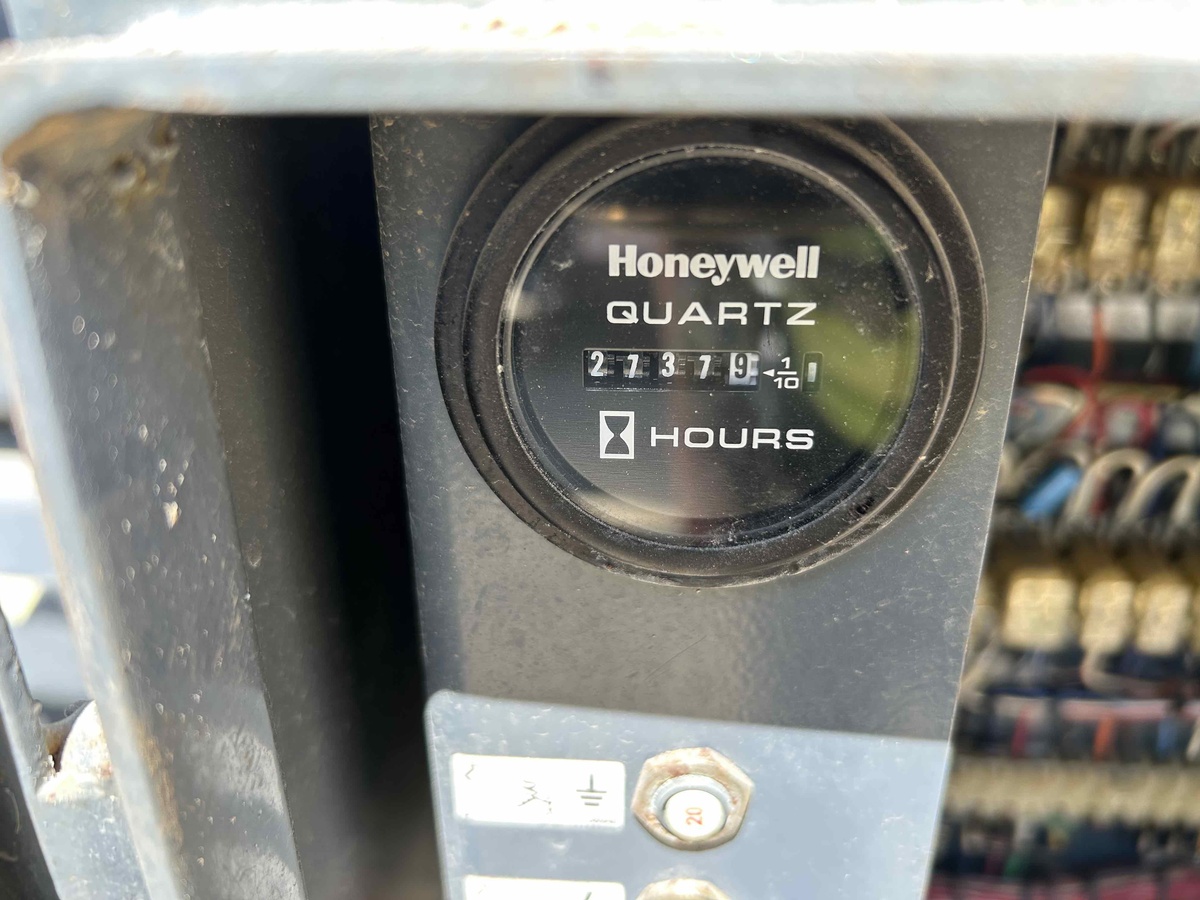 Honeywell
QUARTZ
27379 1/10
HOURS
20